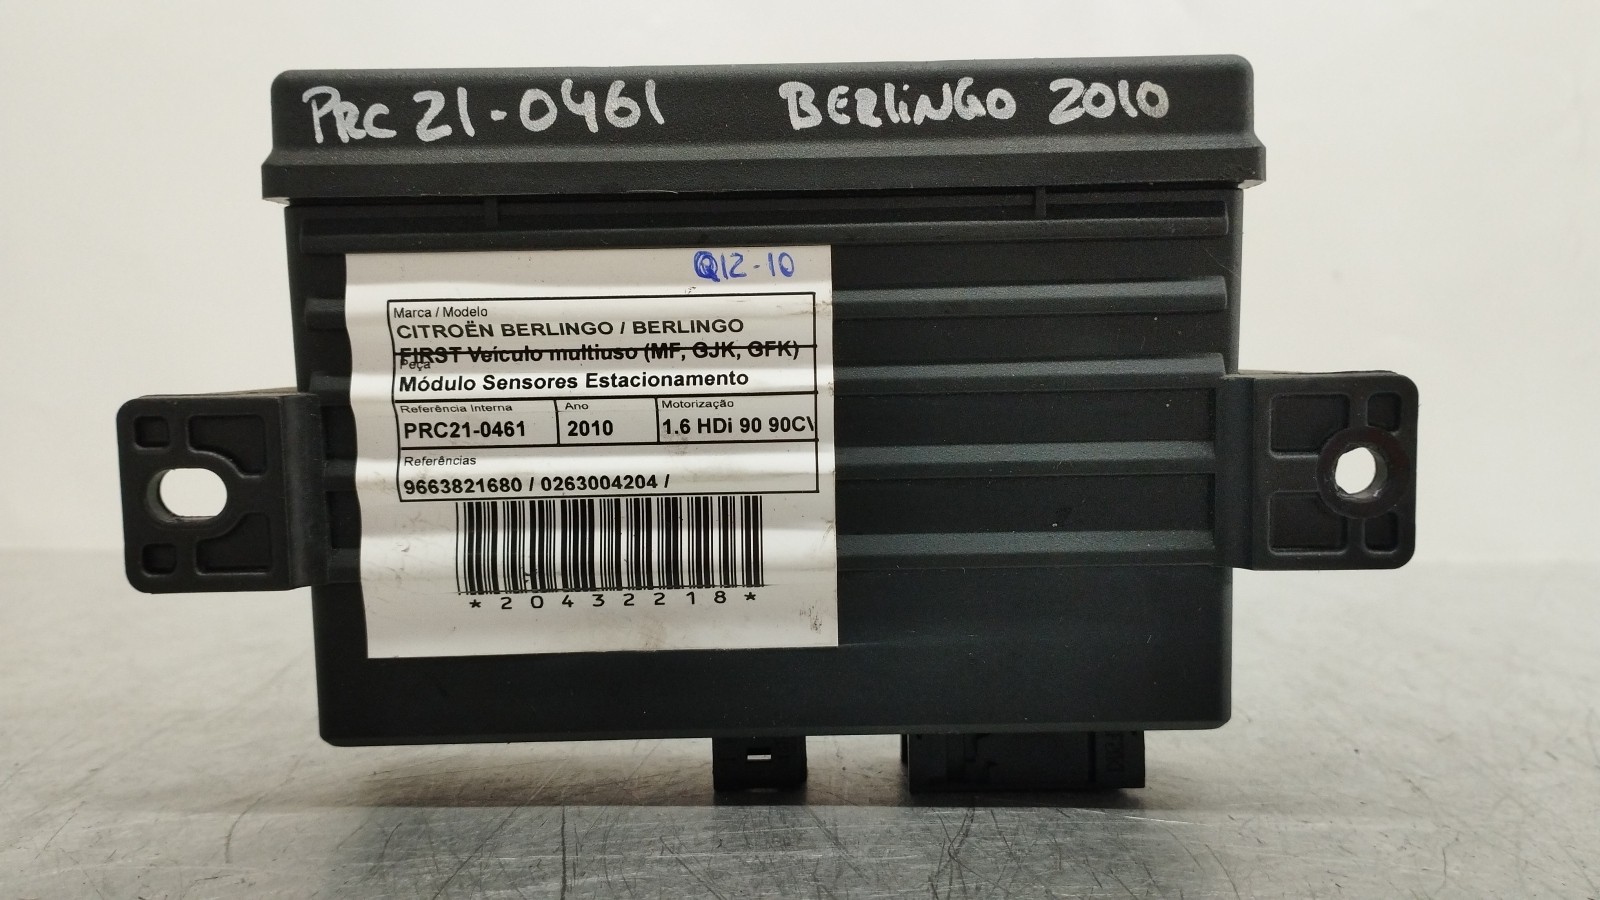 PRC 21-0461 BERLiNGO 2010
Q12-10
Marca / Modelo
CITROËN BERLINGO / BERLINGO
FIRST Veículo multiuso (MF, GJK, GFK)
Peça
Módulo Sensores Estacionamento
Referência Interna Ano Motorização
PRC21-0461 2010 1.6 HDi 90 90CV
Referências
9663821680 / 0263004204 /
*20432218*